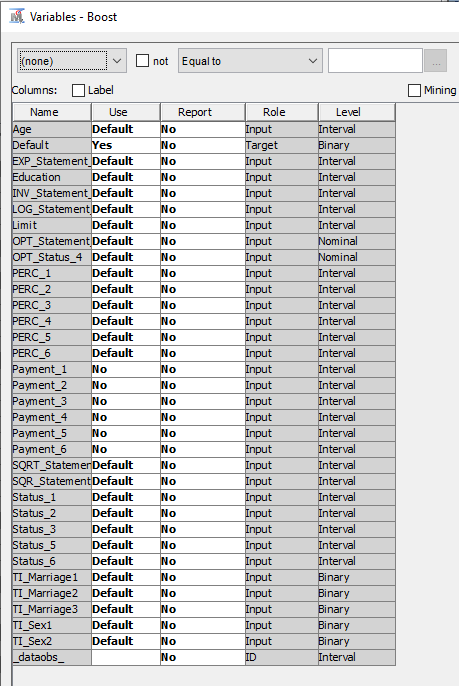 Variables - Boost
(none) not Equal to ...
Columns: Label Mining
Name Use Report Role Level
Age Default No Input Interval
Default Yes No Target Binary
EXP_Statement_ Default No Input Interval
Education Default No Input Interval
INV_Statement_ Default No Input Interval
LOG_Statement Default No Input Interval
Limit Default No Input Interval
OPT_Statement Default No Input Nominal
OPT_Status_4 Default No Input Nominal
PERC_1 Default No Input Interval
PERC_2 Default No Input Interval
PERC_3 Default No Input Interval
PERC_4 Default No Input Interval
PERC_5 Default No Input Interval
PERC_6 Default No Input Interval
Payment_1 No No Input Interval
Payment_2 No No Input Interval
Payment_3 No No Input Interval
Payment_4 No No Input Interval
Payment_5 No No Input Interval
Payment_6 No No Input Interval
SQRT_Statemen Default No Input Interval
SQR_Statement Default No Input Interval
Status_1 Default No Input Interval
Status_2 Default No Input Interval
Status_3 Default No Input Interval
Status_5 Default No Input Interval
Status_6 Default No Input Interval
TI_Marriage1 Default No Input Binary
TI_Marriage2 Default No Input Binary
TI_Marriage3 Default No Input Binary
TI_Sex1 Default No Input Binary
TI_Sex2 Default No Input Binary
_dataobs_ No ID Interval